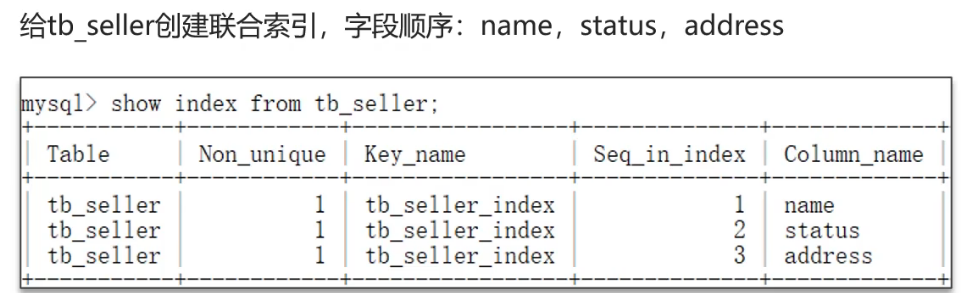 给tb_seller创建联合索引，字段顺序：name，status，address
mysql> show index from tb_seller;
+-----------+------------+-----------------+--------------+-------------+
| Table | Non_unique | Key_name | Seq_in_index | Column_name |
+-----------+------------+-----------------+--------------+-------------+
| tb_seller | 1 | tb_seller_index | 1 | name
| tb_seller | 1 | tb_seller_index | 2 | status
| tb_seller | 1 | tb_seller_index | 3 | address
+-----------+------------+-----------------+--------------+-------------+